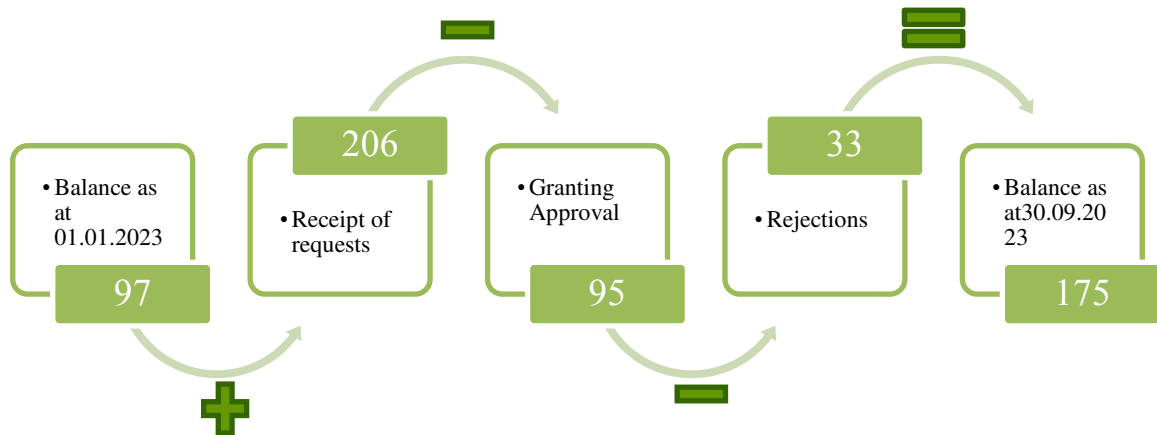 • Balance as
at
01.01.2023
97
206
• Receipt of
requests
• Granting
Approval
95
33
• Rejections
• Balance as
at30.09.20
23
175